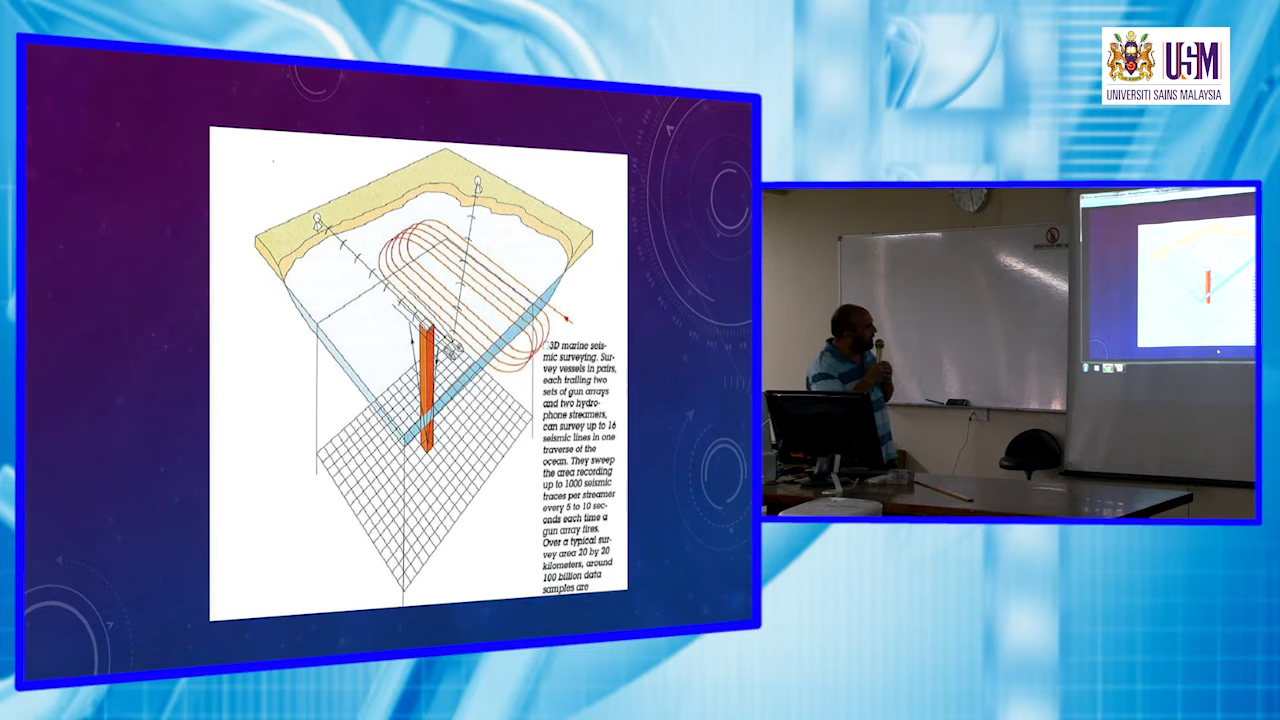 USM
UNIVERSITI SAINS MALAYSIA
3D marine seis-
mic surveying. Sur-
vey vessels in pairs,
each trailing two
sets of gun arrays
and two hydro-
phone streamers,
can survey up to 16
seismic lines in one
traverse of the
ocean. They sweep
the area recording
up to 1000 seismic
traces per streamer
every 5 to 10 sec-
onds each time a
gun array fires.
Over a typical sur-
vey area 20 by 20
kilometers, around
100 billion data
samples are